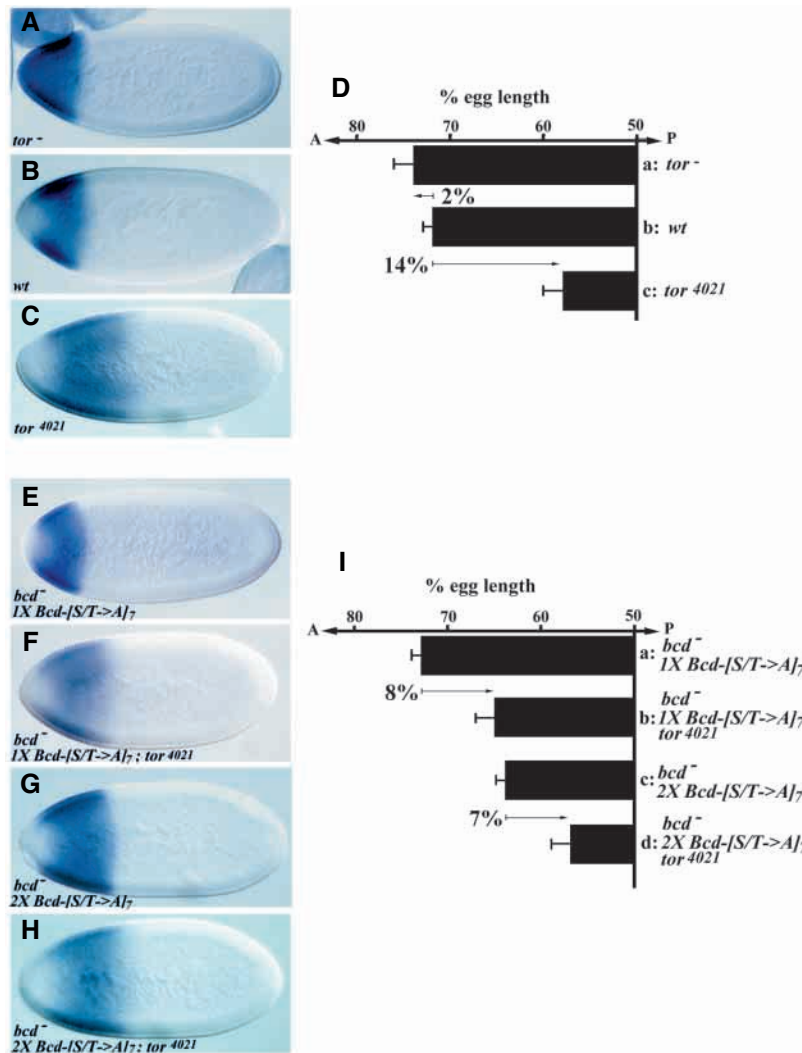 A
tor -
B
wt
C
tor 4021
D
% egg length
A 80 70 60 50 P
a: tor -
2%
b: wt
14%
c: tor 4021
E
bcd -
1X Bcd-[S/T->A]7
F
bcd -
1X Bcd-[S/T->A]7 ; tor 4021
G
bcd -
2X Bcd-[S/T->A]7
H
bcd -
2X Bcd-[S/T->A]7; tor 4021
I
% egg length
A 80 70 60 50 P
a: bcd -
1X Bcd-[S/T->A]7
8%
b: bcd -
1X Bcd-[S/T->A]7
tor 4021
c: bcd -
2X Bcd-[S/T->A]7
7%
d: bcd -
2X Bcd-[S/T->A]7
tor 4021